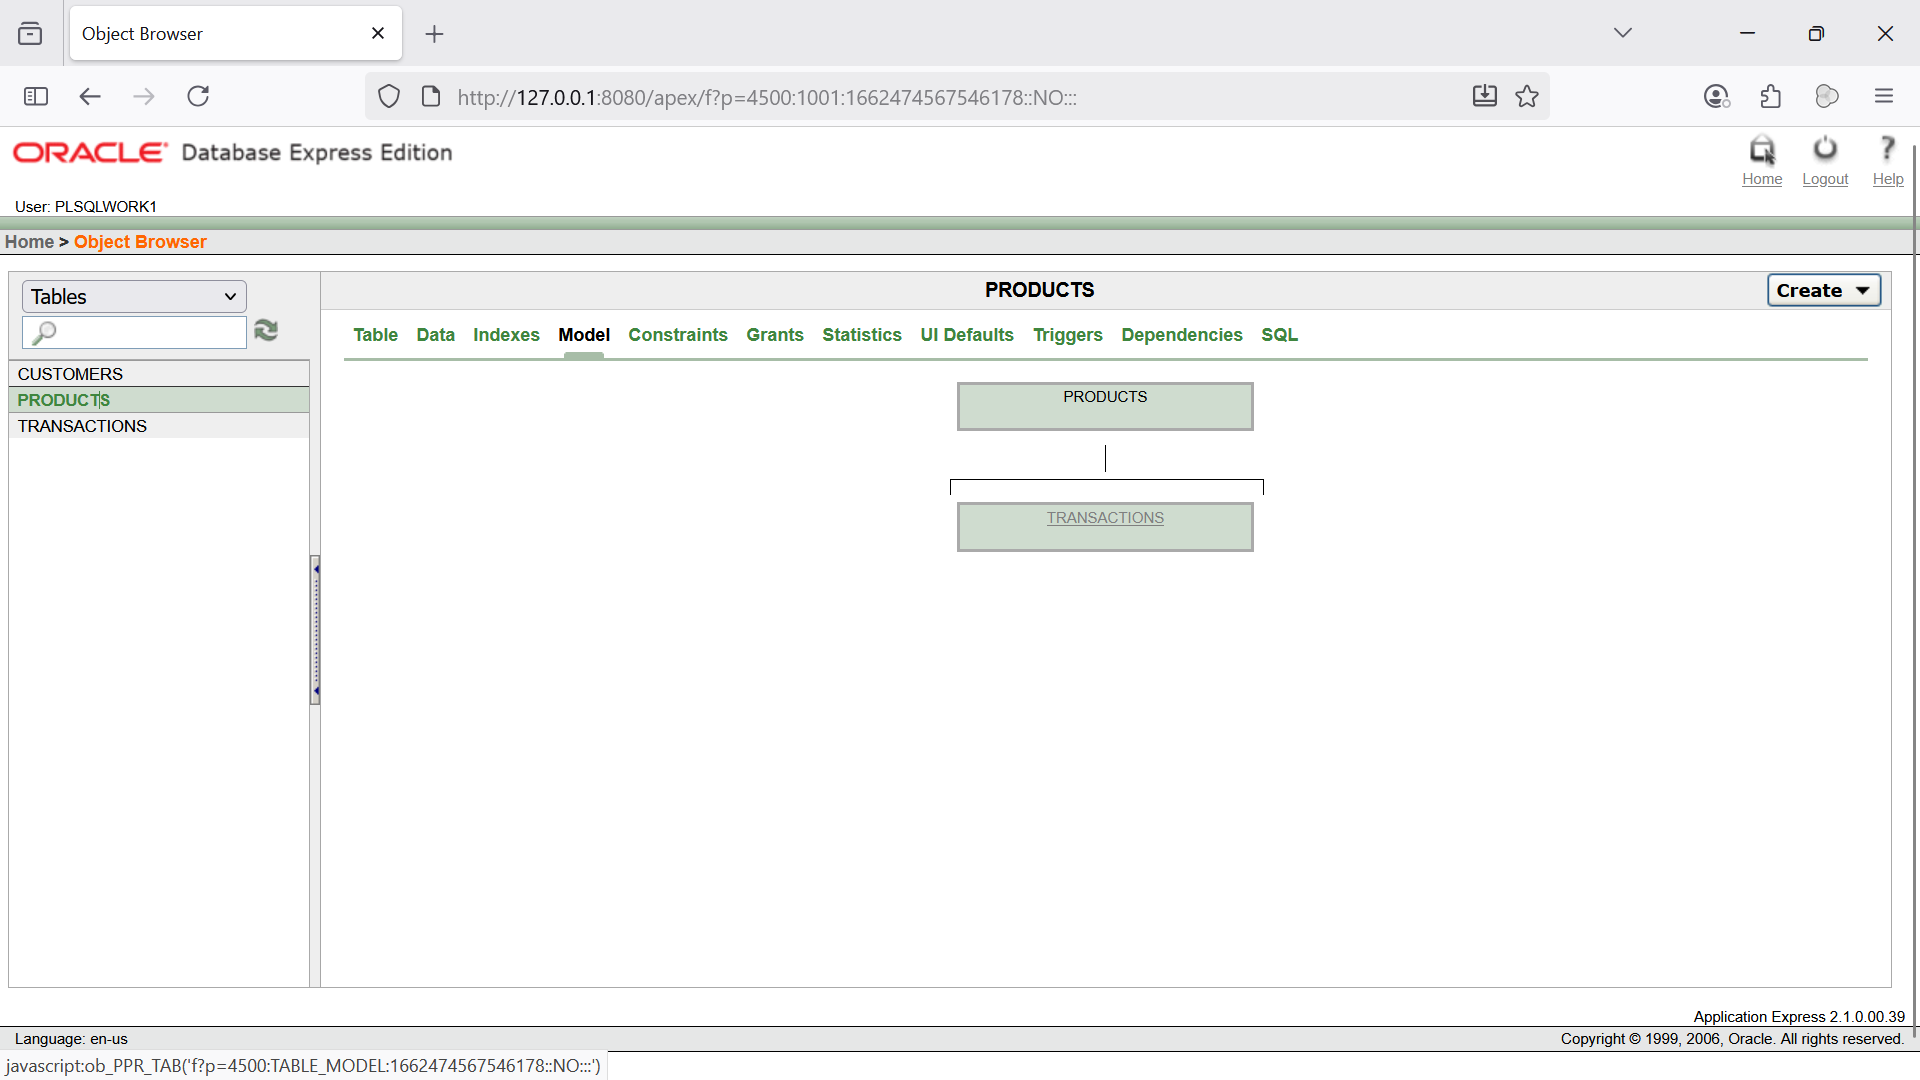 Object Browser
http://127.0.0.1:8080/apex/f?p=4500:1001:1662474567546178::NO:::
ORACLE Database Express Edition
Home Logout Help
User: PLSQLWORK1
Home > Object Browser
Tables
PRODUCTS
Create
Table Data Indexes Model Constraints Grants Statistics UI Defaults Triggers Dependencies SQL
CUSTOMERS
PRODUCTS
TRANSACTIONS
PRODUCTS
TRANSACTIONS
Application Express 2.1.0.00.39
Language: en-us
Copyright © 1999, 2006, Oracle. All rights reserved.
javascript:ob_PPR_TAB('f?p=4500:TABLE_MODEL:1662474567546178::NO:::')